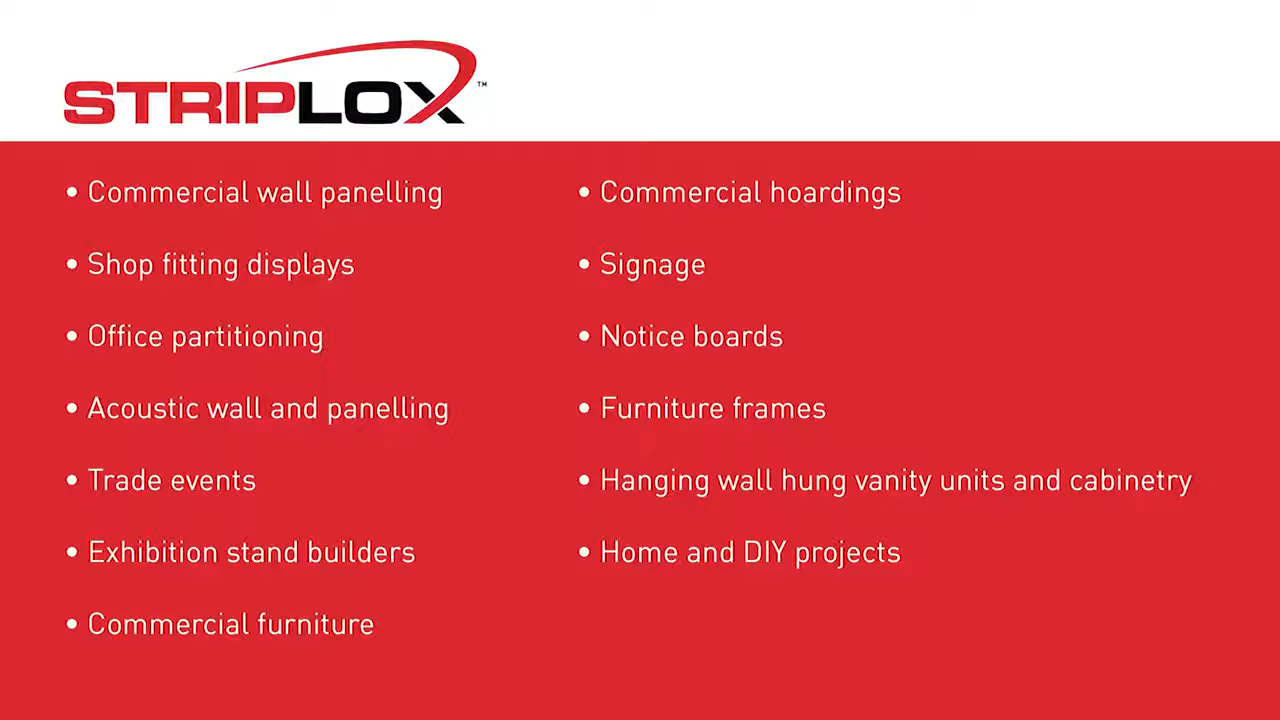 STRIPLOX™
• Commercial wall panelling
• Shop fitting displays
• Office partitioning
• Acoustic wall and panelling
• Trade events
• Exhibition stand builders
• Commercial furniture
• Commercial hoardings
• Signage
• Notice boards
• Furniture frames
• Hanging wall hung vanity units and cabinetry
• Home and DIY projects